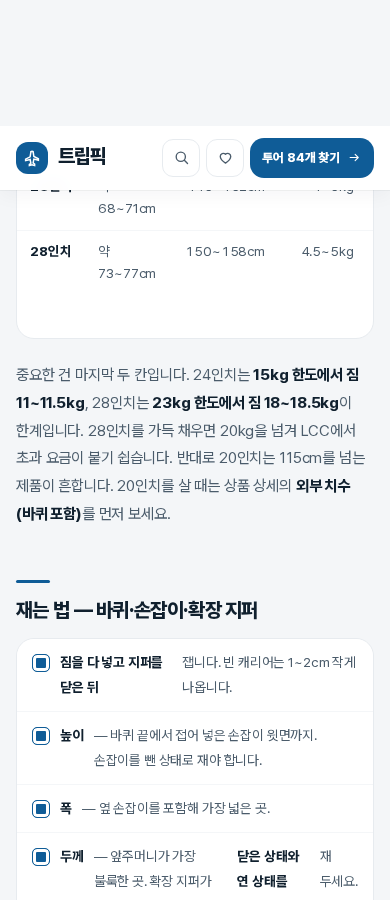 트립픽
투어 84개 찾기 →
68~71cm
28인치 약 150~158cm 4.5~5kg
73~77cm
중요한 건 마지막 두 칸입니다. 24인치는 15kg 한도에서 짐
11~11.5kg, 28인치는 23kg 한도에서 짐 18~18.5kg이
한계입니다. 28인치를 가득 채우면 20kg을 넘겨 LCC에서
초과 요금이 붙기 쉽습니다. 반대로 20인치는 115cm를 넘는
제품이 흔합니다. 20인치를 살 때는 상품 상세의 외부 치수
(바퀴 포함)를 먼저 보세요.
재는 법 — 바퀴·손잡이·확장 지퍼
짐을 다 넣고 지퍼를 잽니다. 빈 캐리어는 1~2cm 작게
닫은 뒤 나옵니다.
높이 — 바퀴 끝에서 접어 넣은 손잡이 윗면까지.
손잡이를 뺀 상태로 재야 합니다.
폭 — 옆 손잡이를 포함해 가장 넓은 곳.
두께 — 앞주머니가 가장 닫은 상태와 재
불룩한 곳. 확장 지퍼가 연 상태를 두세요.